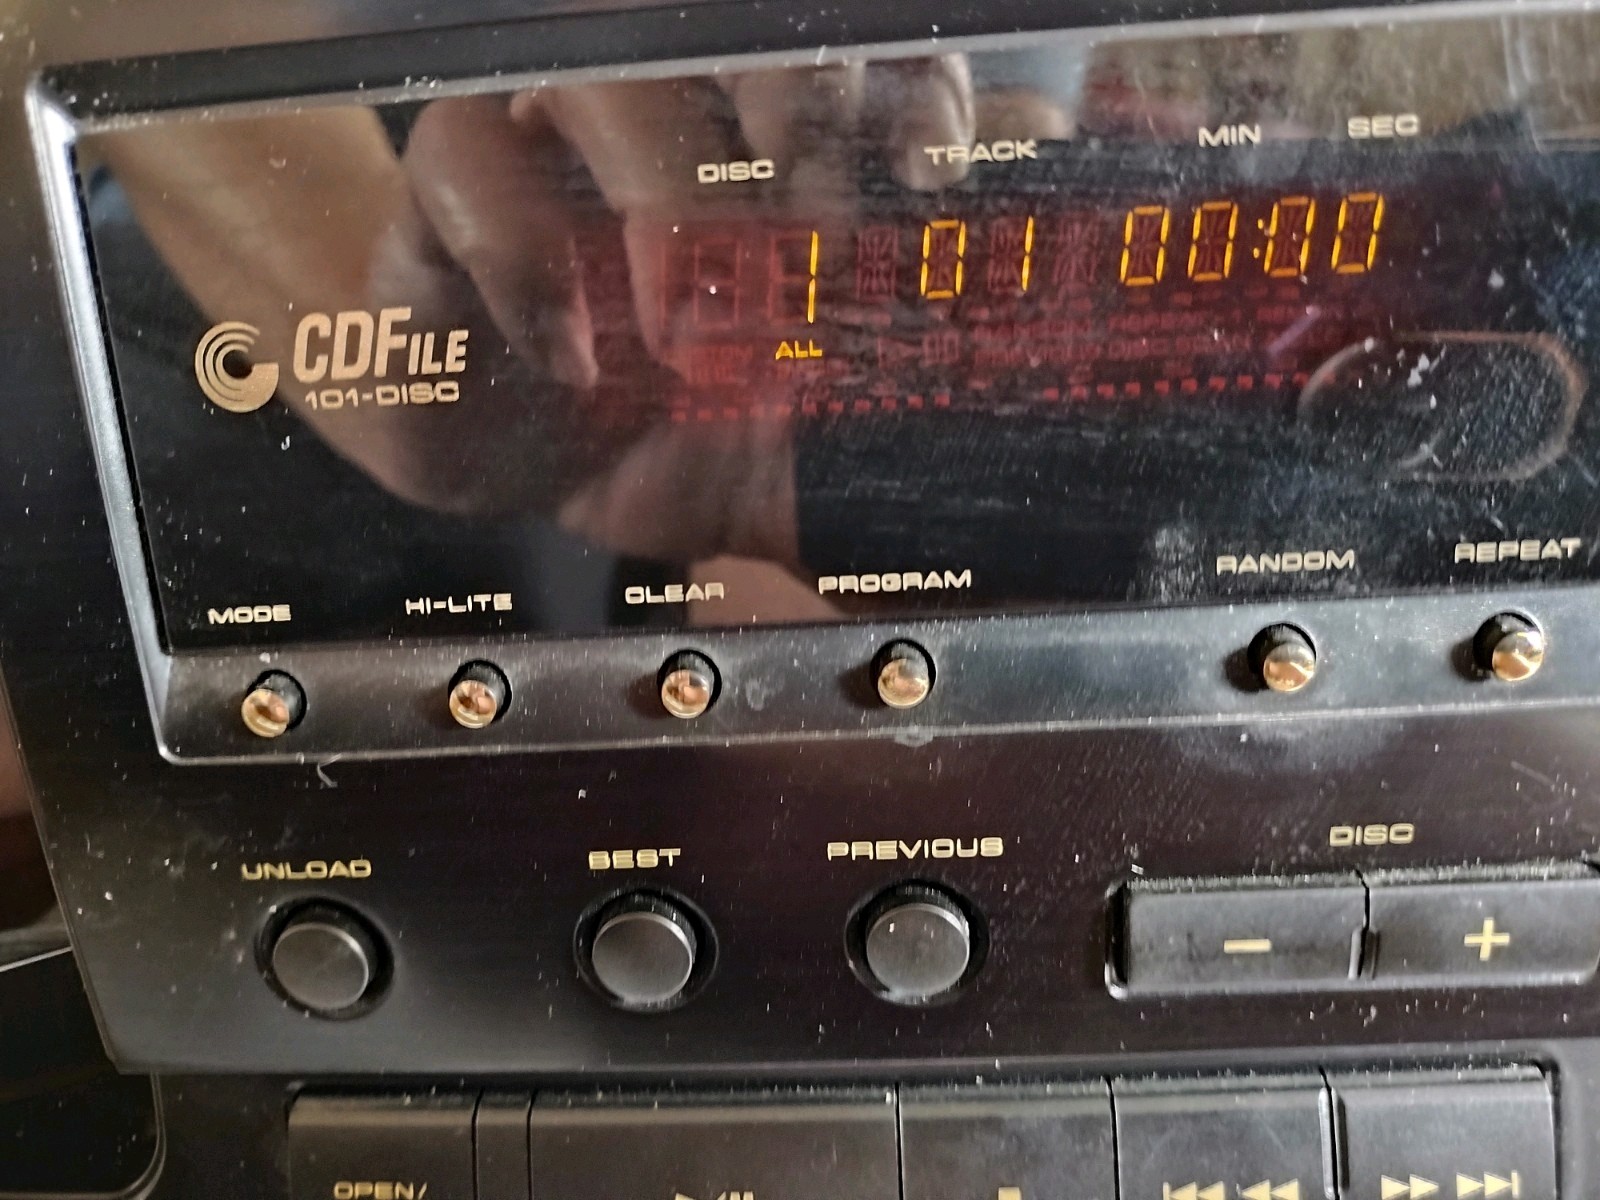 DISC TRACK MIN SEC
1 01 00:00
ALL
CDFILE
101-DISC
MODE HI-LITE CLEAR PROGRAM RANDOM REPEAT
UNLOAD BEST PREVIOUS DISC
− +
OPEN/